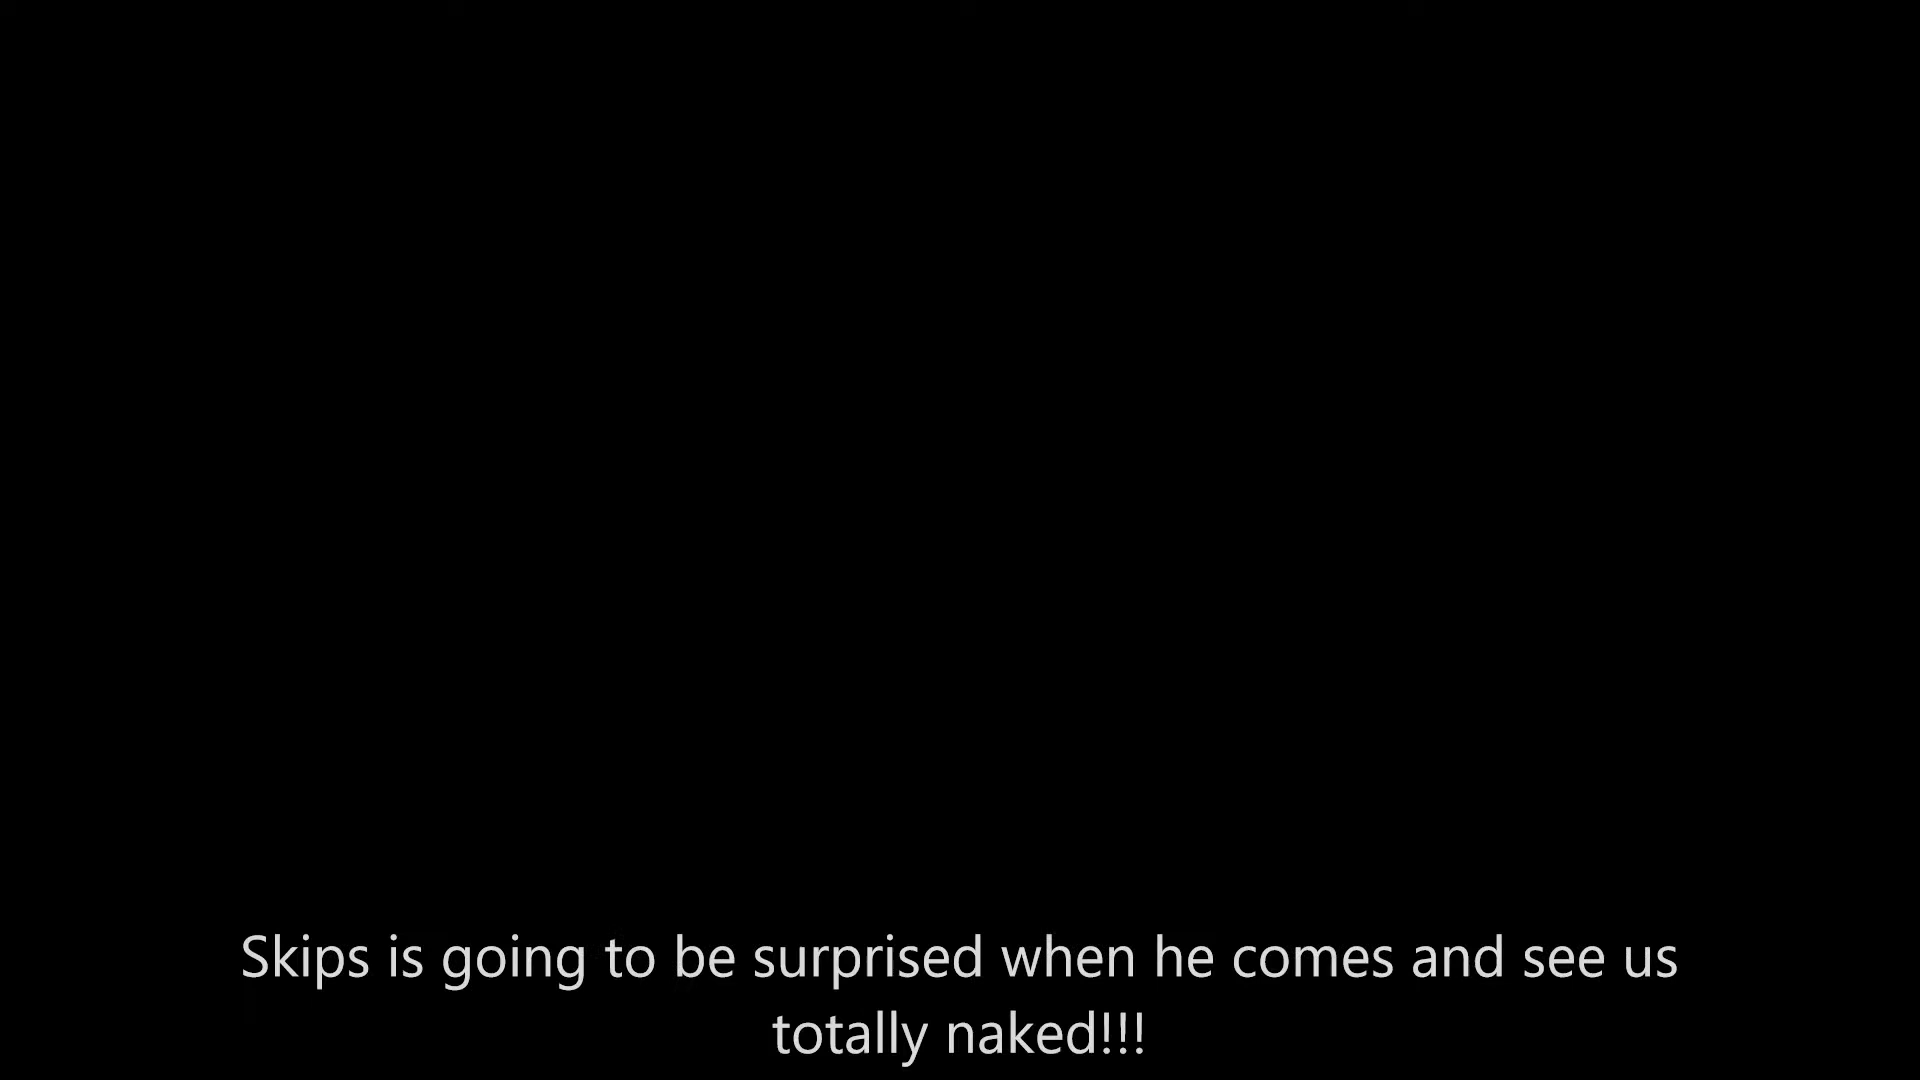 Skips is going to be surprised when he comes and see us
totally naked!!!